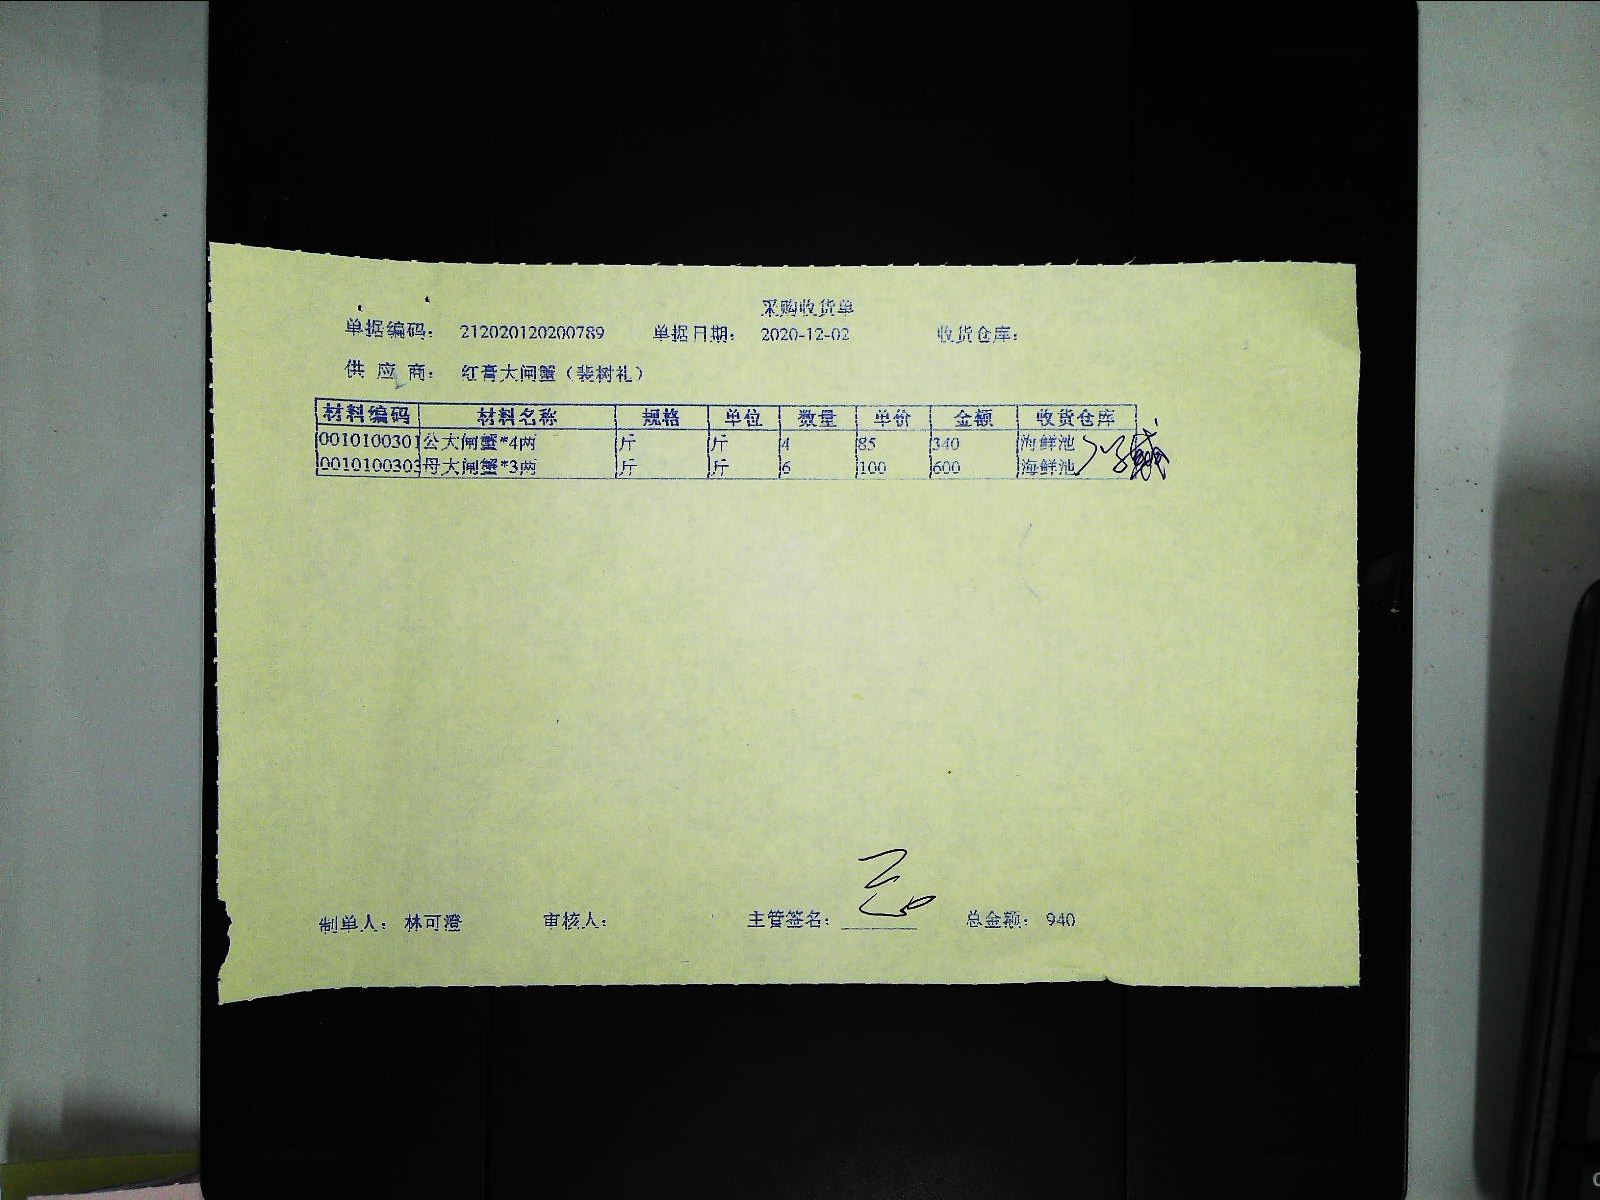 采购收货单
单据编码: 212020120200789 单据日期: 2020-12-02 收货仓库:
供应商: 红膏大闸蟹（裴树礼）
材料编码 材料名称 规格 单位 数量 单价 金额 收货仓库
0010100301 公大闸蟹*4两 斤 斤 4 85 340 海鲜池
0010100303 母大闸蟹*3两 斤 斤 6 100 600 海鲜池
制单人: 林可澄 审核人: 主管签名: 总金额: 940